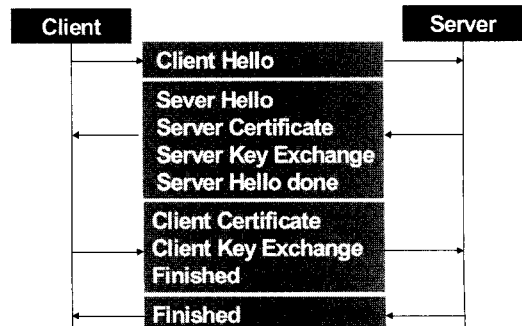 Client
Server
Client Hello
Sever Hello
Server Certificate
Server Key Exchange
Server Hello done
Client Certificate
Client Key Exchange
Finished
Finished